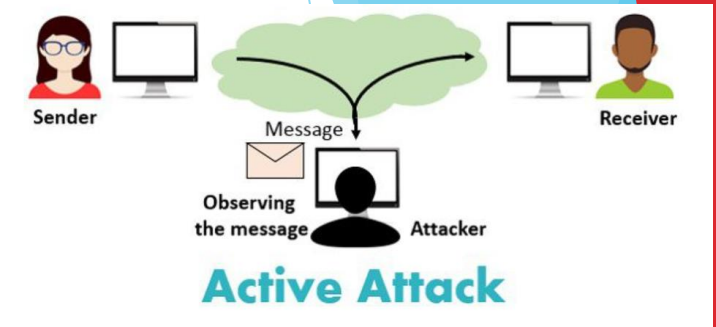 Sender
Receiver
Message
Observing
the message
Attacker
Active Attack